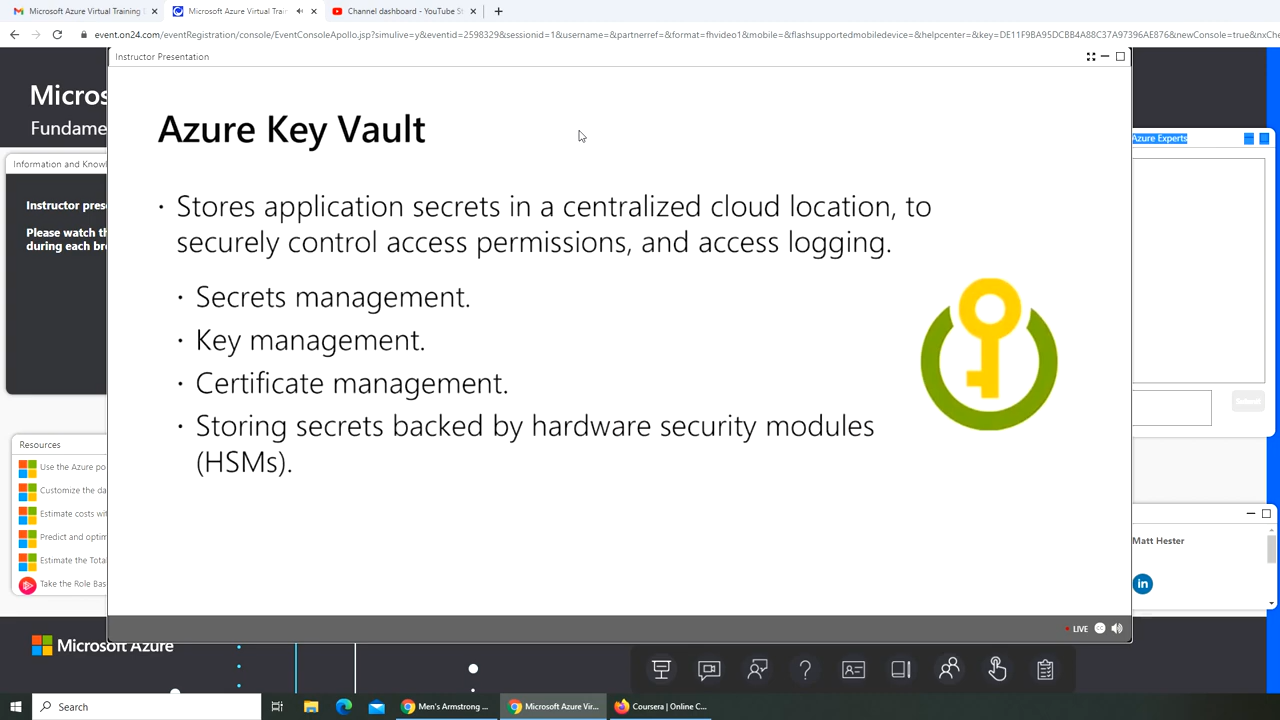 Microsoft Azure Virtual Training D
Microsoft Azure Virtual Train
Channel dashboard - YouTube St
event.on24.com/eventRegistration/console/EventConsoleApollo.jsp?simulive=y&eventid=2598329&sessionid=1&username=&partnerref=&format=fhvideo1&mobile=&flashsupportedmobiledevice=&helpcenter=&key=DE11F9BA95DCBB4A88C37A97396AE876&newConsole=true&nxChe
Instructor Presentation
Micros
Fundame
Information and Knowl
Instructor prese
Please watch th
during each bre
Azure Key Vault
• Stores application secrets in a centralized cloud location, to
securely control access permissions, and access logging.
• Secrets management.
• Key management.
• Certificate management.
• Storing secrets backed by hardware security modules
(HSMs).
Azure Experts
Submit
Resources
Use the Azure po
Customize the da
Estimate costs wit
Predict and optim
Estimate the Tota
Take the Role Bas
Matt Hester
in
LIVE
CC
Microsoft Azure
Search
Men's Armstrong ...
Microsoft Azure Vir...
Coursera | Online C...